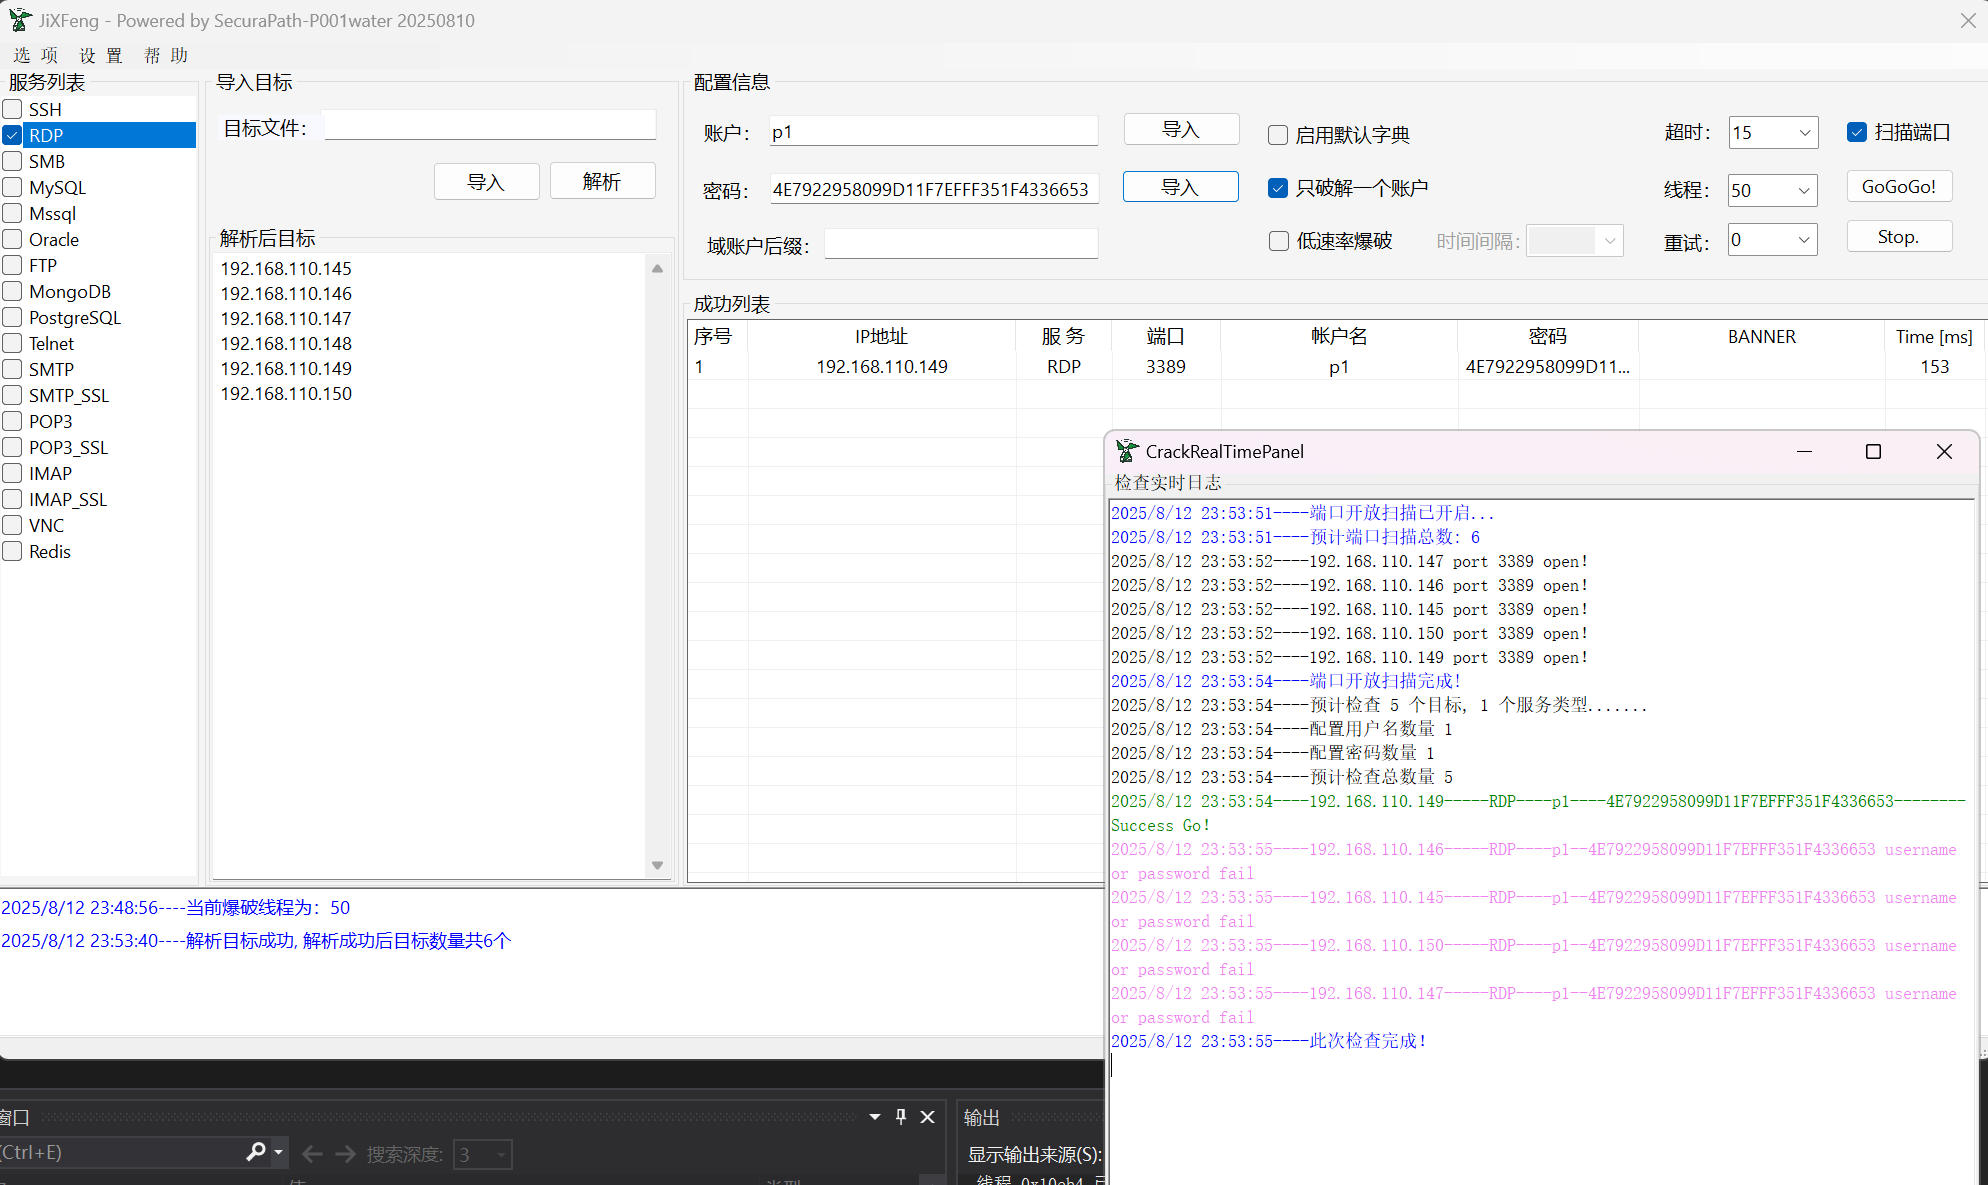 JiXFeng - Powered by SecuraPath-P001water 20250810
选 项 设 置 帮 助
服务列表
SSH
RDP
SMB
MySQL
Mssql
Oracle
FTP
MongoDB
PostgreSQL
Telnet
SMTP
SMTP_SSL
POP3
POP3_SSL
IMAP
IMAP_SSL
VNC
Redis
导入目标
目标文件：
导入 解析
解析后目标
192.168.110.145
192.168.110.146
192.168.110.147
192.168.110.148
192.168.110.149
192.168.110.150
配置信息
账户： p1 导入 启用默认字典 超时： 15 扫描端口
密码： 4E7922958099D11F7EFFF351F4336653 导入 只破解一个账户 线程： 50 GoGoGo!
域账户后缀： 低速率爆破 时间间隔： 重试： 0 Stop.
成功列表
序号 IP地址 服 务 端口 帐户名 密码 BANNER Time [ms]
1 192.168.110.149 RDP 3389 p1 4E7922958099D11... 153
CrackRealTimePanel
检查实时日志
2025/8/12 23:53:51----端口开放扫描已开启...
2025/8/12 23:53:51----预计端口扫描总数: 6
2025/8/12 23:53:52----192.168.110.147 port 3389 open!
2025/8/12 23:53:52----192.168.110.146 port 3389 open!
2025/8/12 23:53:52----192.168.110.145 port 3389 open!
2025/8/12 23:53:52----192.168.110.150 port 3389 open!
2025/8/12 23:53:52----192.168.110.149 port 3389 open!
2025/8/12 23:53:54----端口开放扫描完成!
2025/8/12 23:53:54----预计检查 5 个目标, 1 个服务类型.......
2025/8/12 23:53:54----配置用户名数量 1
2025/8/12 23:53:54----配置密码数量 1
2025/8/12 23:53:54----预计检查总数量 5
2025/8/12 23:53:54----192.168.110.149-----RDP----p1----4E7922958099D11F7EFFF351F4336653--------
Success Go!
2025/8/12 23:53:55----192.168.110.146-----RDP----p1--4E7922958099D11F7EFFF351F4336653 username
or password fail
2025/8/12 23:53:55----192.168.110.145-----RDP----p1--4E7922958099D11F7EFFF351F4336653 username
or password fail
2025/8/12 23:53:55----192.168.110.150-----RDP----p1--4E7922958099D11F7EFFF351F4336653 username
or password fail
2025/8/12 23:53:55----192.168.110.147-----RDP----p1--4E7922958099D11F7EFFF351F4336653 username
or password fail
2025/8/12 23:53:55----此次检查完成!
2025/8/12 23:48:56----当前爆破线程为：50
2025/8/12 23:53:40----解析目标成功, 解析成功后目标数量共6个
窗口
(Ctrl+E) 搜索深度: 3
输出
显示输出来源(S):